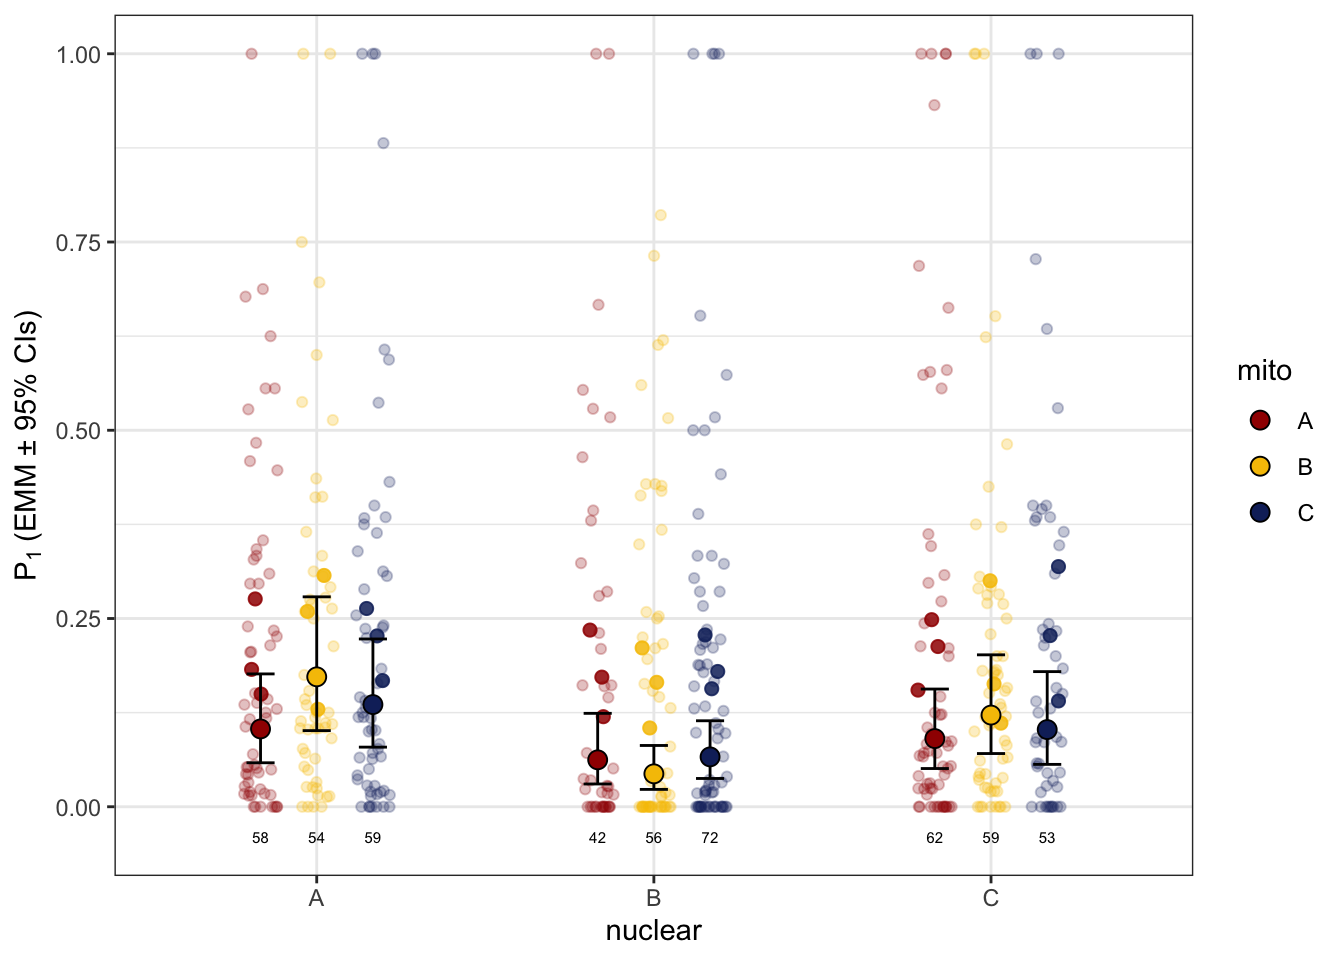 1.00
0.75
0.50
0.25
0.00
P₁ (EMM ± 95% CIs)
58 54 59 42 56 72 62 59 53
A B C
nuclear
mito
A
B
C